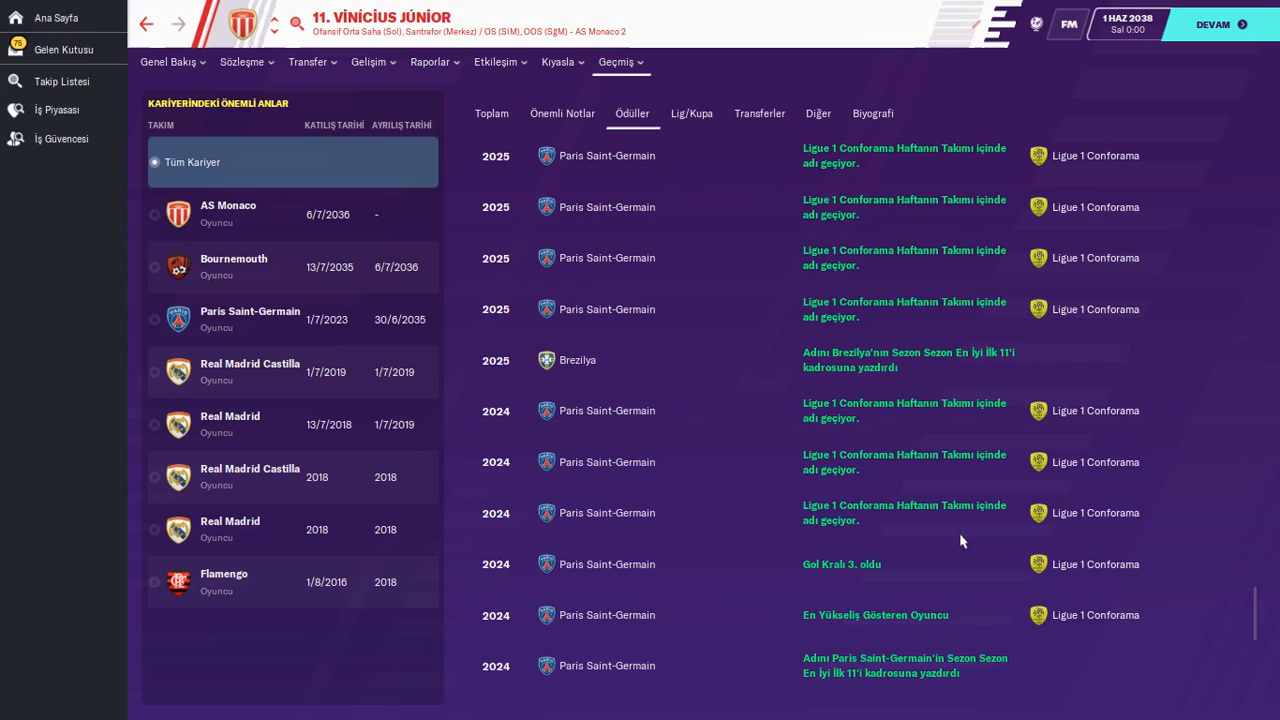 Ana Sayfa
75
Gelen Kutusu
Takip Listesi
İş Piyasası
İş Güvencesi
11. VİNÍCIUS JÚNIOR
Ofansif Orta Saha (Sol), Santrafor (Merkez) / OS (SlM), OOS (SğM) - AS Monaco 2
FM
1 HAZ 2038
Sal 0:00
DEVAM
Genel Bakış
Sözleşme
Transfer
Gelişim
Raporlar
Etkileşim
Kıyasla
Geçmiş
KARİYERİNDEKİ ÖNEMLİ ANLAR
TAKIM KATILIŞ TARİHİ AYRILIŞ TARİHİ
Tüm Kariyer
AS Monaco
Oyuncu
6/7/2036 -
Bournemouth
Oyuncu
13/7/2035 6/7/2036
Paris Saint-Germain
Oyuncu
1/7/2023 30/6/2035
Real Madrid Castilla
Oyuncu
1/7/2019 1/7/2019
Real Madrid
Oyuncu
13/7/2018 1/7/2019
Real Madrid Castilla
Oyuncu
2018 2018
Real Madrid
Oyuncu
2018 2018
Flamengo
Oyuncu
1/8/2016 2018
Toplam
Önemli Notlar
Ödüller
Lig/Kupa
Transferler
Diğer
Biyografi
2025 Paris Saint-Germain Ligue 1 Conforama Haftanın Takımı içinde
adı geçiyor. Ligue 1 Conforama
2025 Paris Saint-Germain Ligue 1 Conforama Haftanın Takımı içinde
adı geçiyor. Ligue 1 Conforama
2025 Paris Saint-Germain Ligue 1 Conforama Haftanın Takımı içinde
adı geçiyor. Ligue 1 Conforama
2025 Paris Saint-Germain Ligue 1 Conforama Haftanın Takımı içinde
adı geçiyor. Ligue 1 Conforama
2025 Brezilya Adını Brezilya'nın Sezon Sezon En İyi İlk 11'i
kadrosuna yazdırdı
2024 Paris Saint-Germain Ligue 1 Conforama Haftanın Takımı içinde
adı geçiyor. Ligue 1 Conforama
2024 Paris Saint-Germain Ligue 1 Conforama Haftanın Takımı içinde
adı geçiyor. Ligue 1 Conforama
2024 Paris Saint-Germain Ligue 1 Conforama Haftanın Takımı içinde
adı geçiyor. Ligue 1 Conforama
2024 Paris Saint-Germain Gol Kralı 3. oldu Ligue 1 Conforama
2024 Paris Saint-Germain En Yükseliş Gösteren Oyuncu Ligue 1 Conforama
2024 Paris Saint-Germain Adını Paris Saint-Germain'in Sezon Sezon
En İyi İlk 11'i kadrosuna yazdırdı